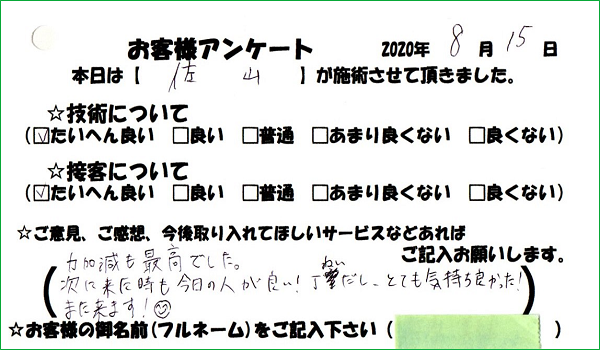 お客様アンケート 2020年 8月15日
本日は【 佐山 】が施術させて頂きました。
☆技術について
(☑たいへん良い □良い □普通 □あまり良くない □良くない)
☆接客について
(☑たいへん良い □良い □普通 □あまり良くない □良くない)
☆ご意見、ご感想、今後取り入れてほしいサービスなどあれば
ご記入お願いします。
力加減も最高でした。
次に来た時も今日の人が良い!丁ねいだし、とても気持ち良かった!
また来ます!
☆お客様の御名前(フルネーム)をご記入下さい( )